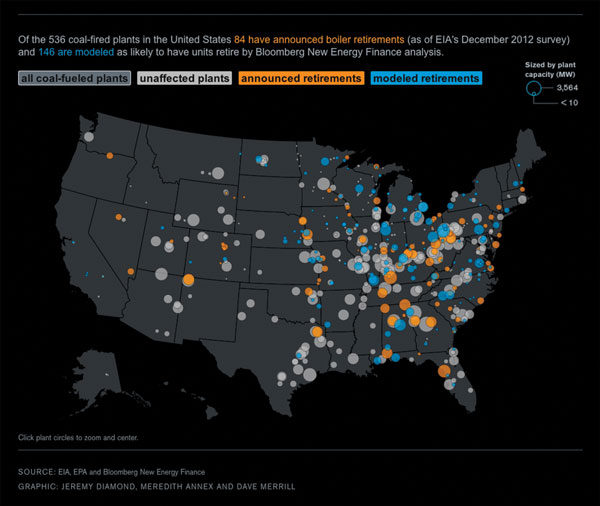 Of the 536 coal-fired plants in the United States 84 have announced boiler retirements (as of EIA's December 2012 survey)
and 146 are modeled as likely to have units retire by Bloomberg New Energy Finance analysis.
all coal-fueled plants unaffected plants announced retirements modeled retirements
Sized by plant
capacity (MW)
3,564
< 10
Click plant circles to zoom and center.
SOURCE: EIA, EPA and Bloomberg New Energy Finance
GRAPHIC: JEREMY DIAMOND, MEREDITH ANNEX AND DAVE MERRILL